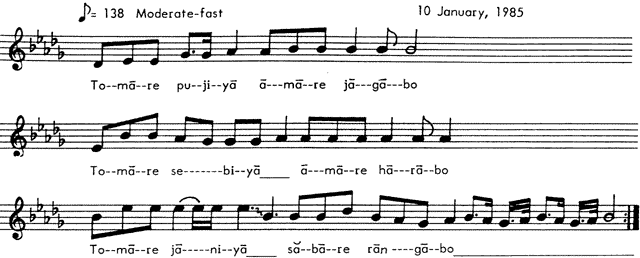 ♪= 138 Moderate-fast 10 January, 1985
To--mā--re pu--ji--yā ā---mā---re jā---gā---bo
To--mā--re se-------bi--yā____ ā--mā--re hā--rā--bo
To--mā--re jā-----ni--yā____ sā--bā--re rān ----gā--bo____________________